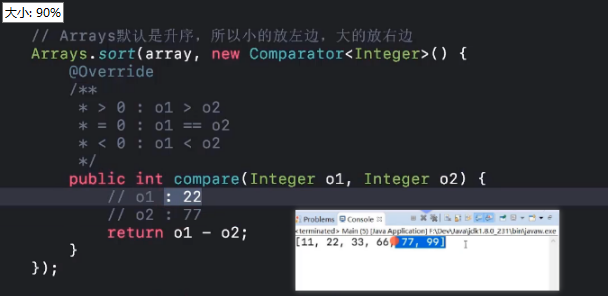 大小: 90%
// Arrays默认是升序，所以小的放左边，大的放右边
Arrays.sort(array, new Comparator<Integer>() {
@Override
/**
* > 0 : o1 > o2
* = 0 : o1 == o2
* < 0 : o1 < o2
*/
public int compare(Integer o1, Integer o2) {
// o1 : 22
// o2 : 77
return o1 - o2;
}
});
Problems Console
<terminated> Main (5) [Java Application] F:\Dev\Java\jdk1.8.0_231\bin\javaw.exe
[11, 22, 33, 66, 77, 99]